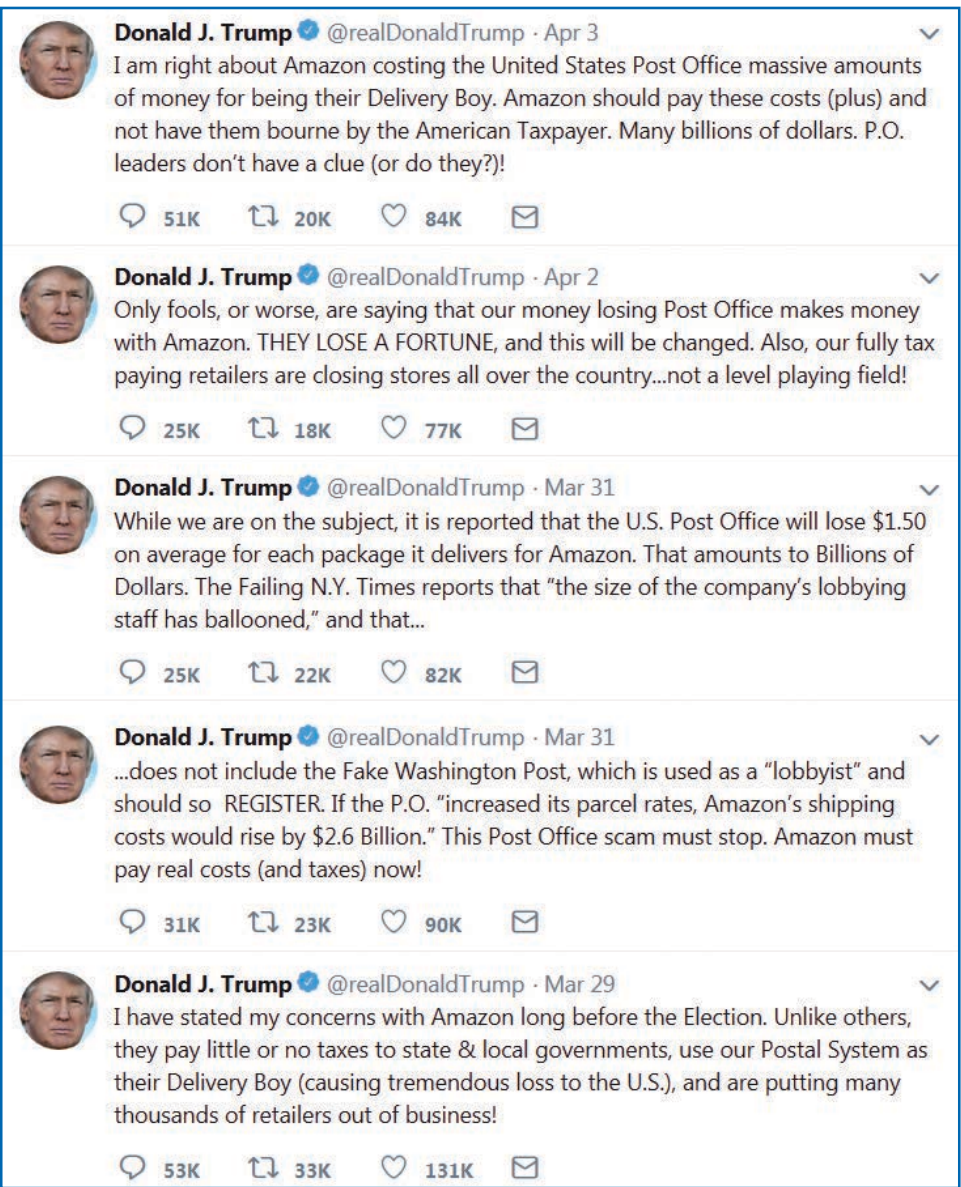 Donald J. Trump @realDonaldTrump · Apr 3
I am right about Amazon costing the United States Post Office massive amounts
of money for being their Delivery Boy. Amazon should pay these costs (plus) and
not have them bourne by the American Taxpayer. Many billions of dollars. P.O.
leaders don't have a clue (or do they?)!
51K 20K 84K
Donald J. Trump @realDonaldTrump · Apr 2
Only fools, or worse, are saying that our money losing Post Office makes money
with Amazon. THEY LOSE A FORTUNE, and this will be changed. Also, our fully tax
paying retailers are closing stores all over the country...not a level playing field!
25K 18K 77K
Donald J. Trump @realDonaldTrump · Mar 31
While we are on the subject, it is reported that the U.S. Post Office will lose $1.50
on average for each package it delivers for Amazon. That amounts to Billions of
Dollars. The Failing N.Y. Times reports that “the size of the company's lobbying
staff has ballooned,” and that...
25K 22K 82K
Donald J. Trump @realDonaldTrump · Mar 31
...does not include the Fake Washington Post, which is used as a “lobbyist” and
should so REGISTER. If the P.O. “increased its parcel rates, Amazon's shipping
costs would rise by $2.6 Billion.” This Post Office scam must stop. Amazon must
pay real costs (and taxes) now!
31K 23K 90K
Donald J. Trump @realDonaldTrump · Mar 29
I have stated my concerns with Amazon long before the Election. Unlike others,
they pay little or no taxes to state & local governments, use our Postal System as
their Delivery Boy (causing tremendous loss to the U.S.), and are putting many
thousands of retailers out of business!
53K 33K 131K